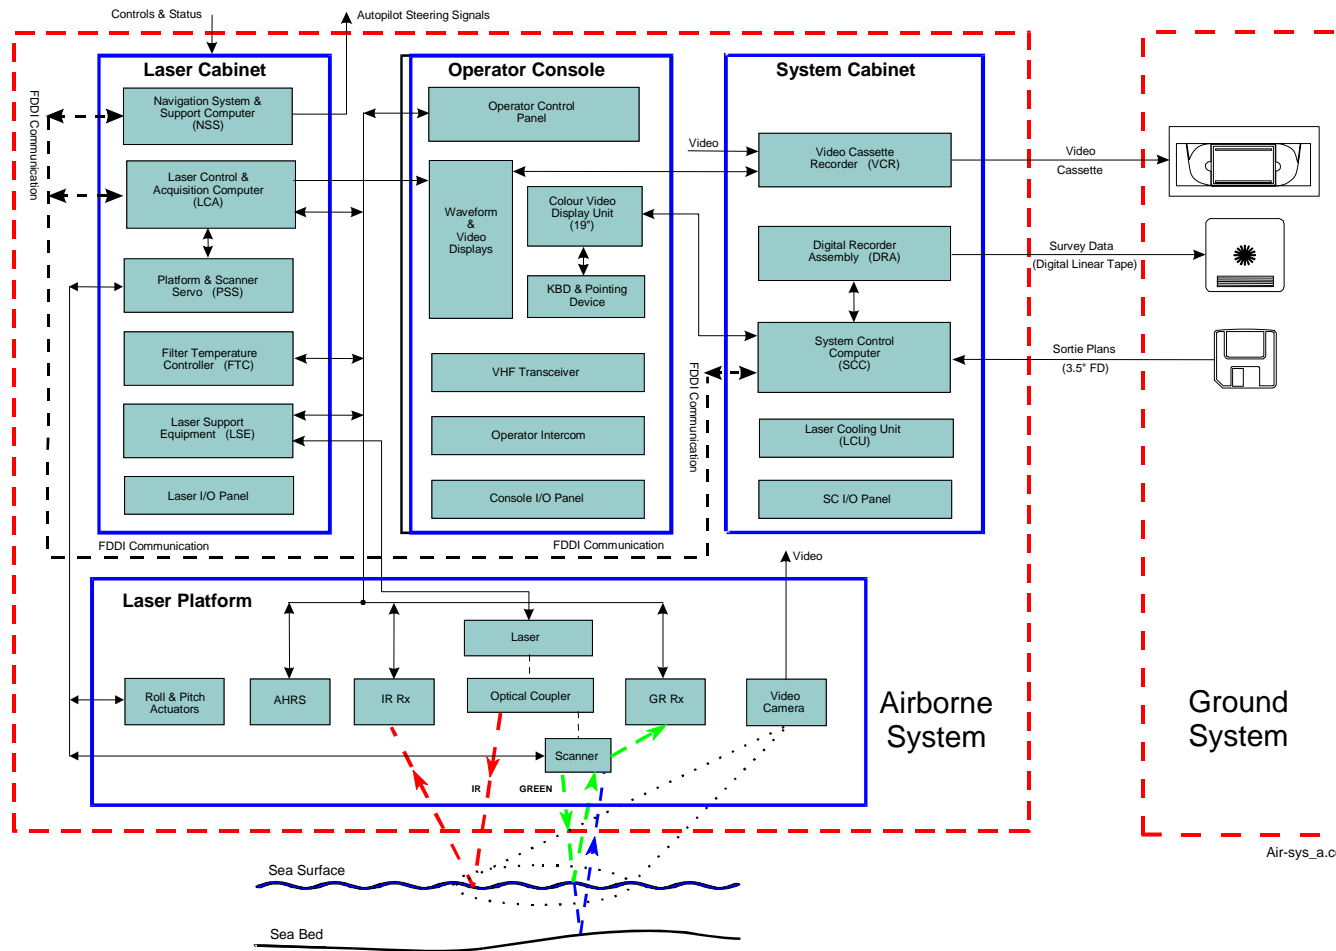 Controls & Status
Autopilot Steering Signals
Laser Cabinet
Operator Console
System Cabinet
FDDI Communication
Navigation System &
Support Computer
(NSS)
Laser Control &
Acquisition Computer
(LCA)
Platform & Scanner
Servo (PSS)
Filter Temperature
Controller (FTC)
Laser Support
Equipment (LSE)
Laser I/O Panel
Operator Control
Panel
Waveform
&
Video
Displays
Colour Video
Display Unit
(19")
KBD & Pointing
Device
VHF Transceiver
Operator Intercom
Console I/O Panel
FDDI Communication
Video
Video Cassette
Recorder (VCR)
Digital Recorder
Assembly (DRA)
System Control
Computer
(SCC)
Laser Cooling Unit
(LCU)
SC I/O Panel
Video
Cassette
Survey Data
(Digital Linear Tape)
Sortie Plans
(3.5" FD)
FDDI Communication
FDDI Communication
Video
Laser Platform
Laser
Roll & Pitch
Actuators
AHRS
IR Rx
Optical Coupler
GR Rx
Video
Camera
Scanner
IR
GREEN
Airborne
System
Ground
System
Air-sys_a.c
Sea Surface
Sea Bed